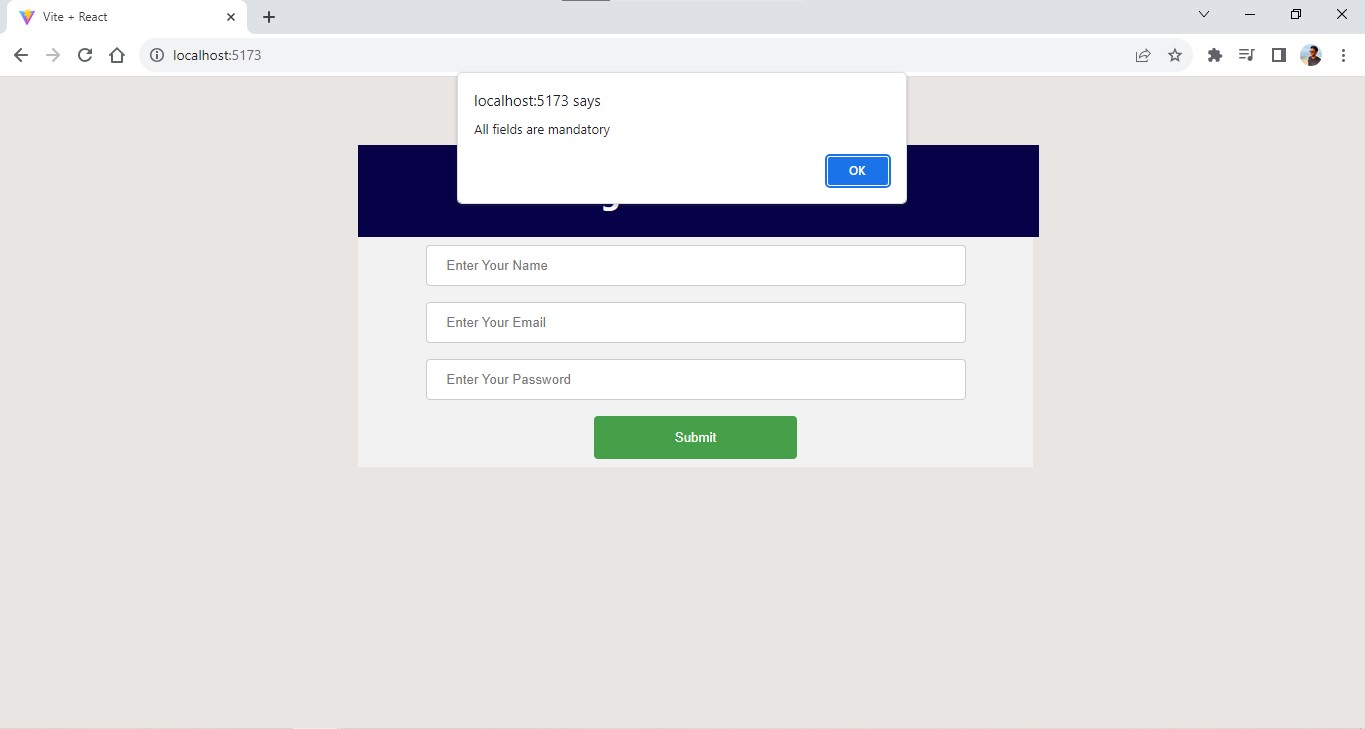 Vite + React
localhost:5173
localhost:5173 says
All fields are mandatory
OK
Enter Your Name
Enter Your Email
Enter Your Password
Submit